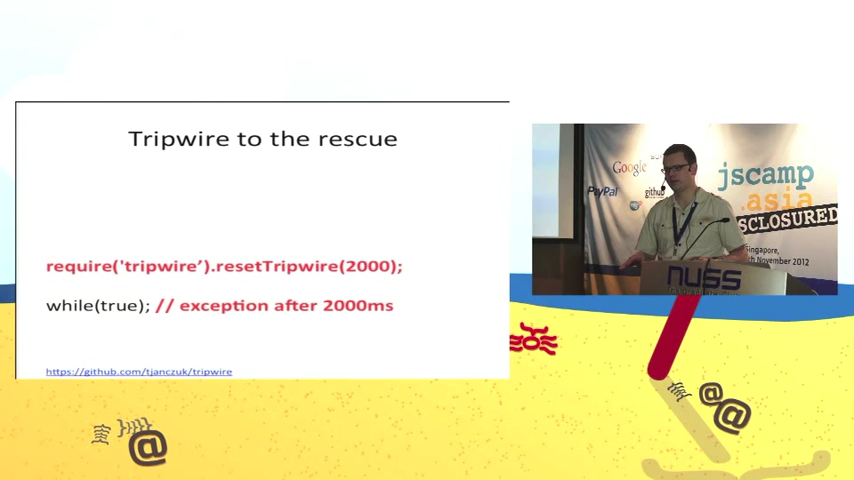 Tripwire to the rescue
require('tripwire').resetTripwire(2000);
while(true); // exception after 2000ms
https://github.com/tjanczuk/tripwire
Google
PayPal
github
jscamp
.asia
SCLOSURED
Singapore,
November 2012
nuss
@
@
@